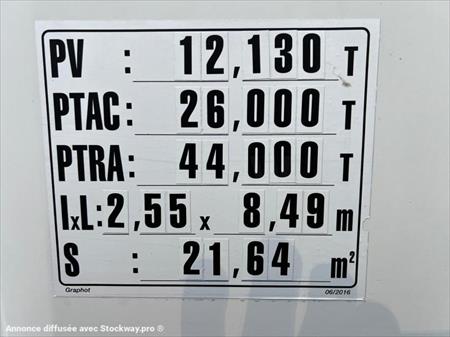 PV : 12,130 T
PTAC: 26,000 T
PTRA: 44,000 T
lxL: 2,55 x 8,49 m
S : 21,64 m²
Graphot 06/2016
Annonce diffusée avec Stockway.pro ®